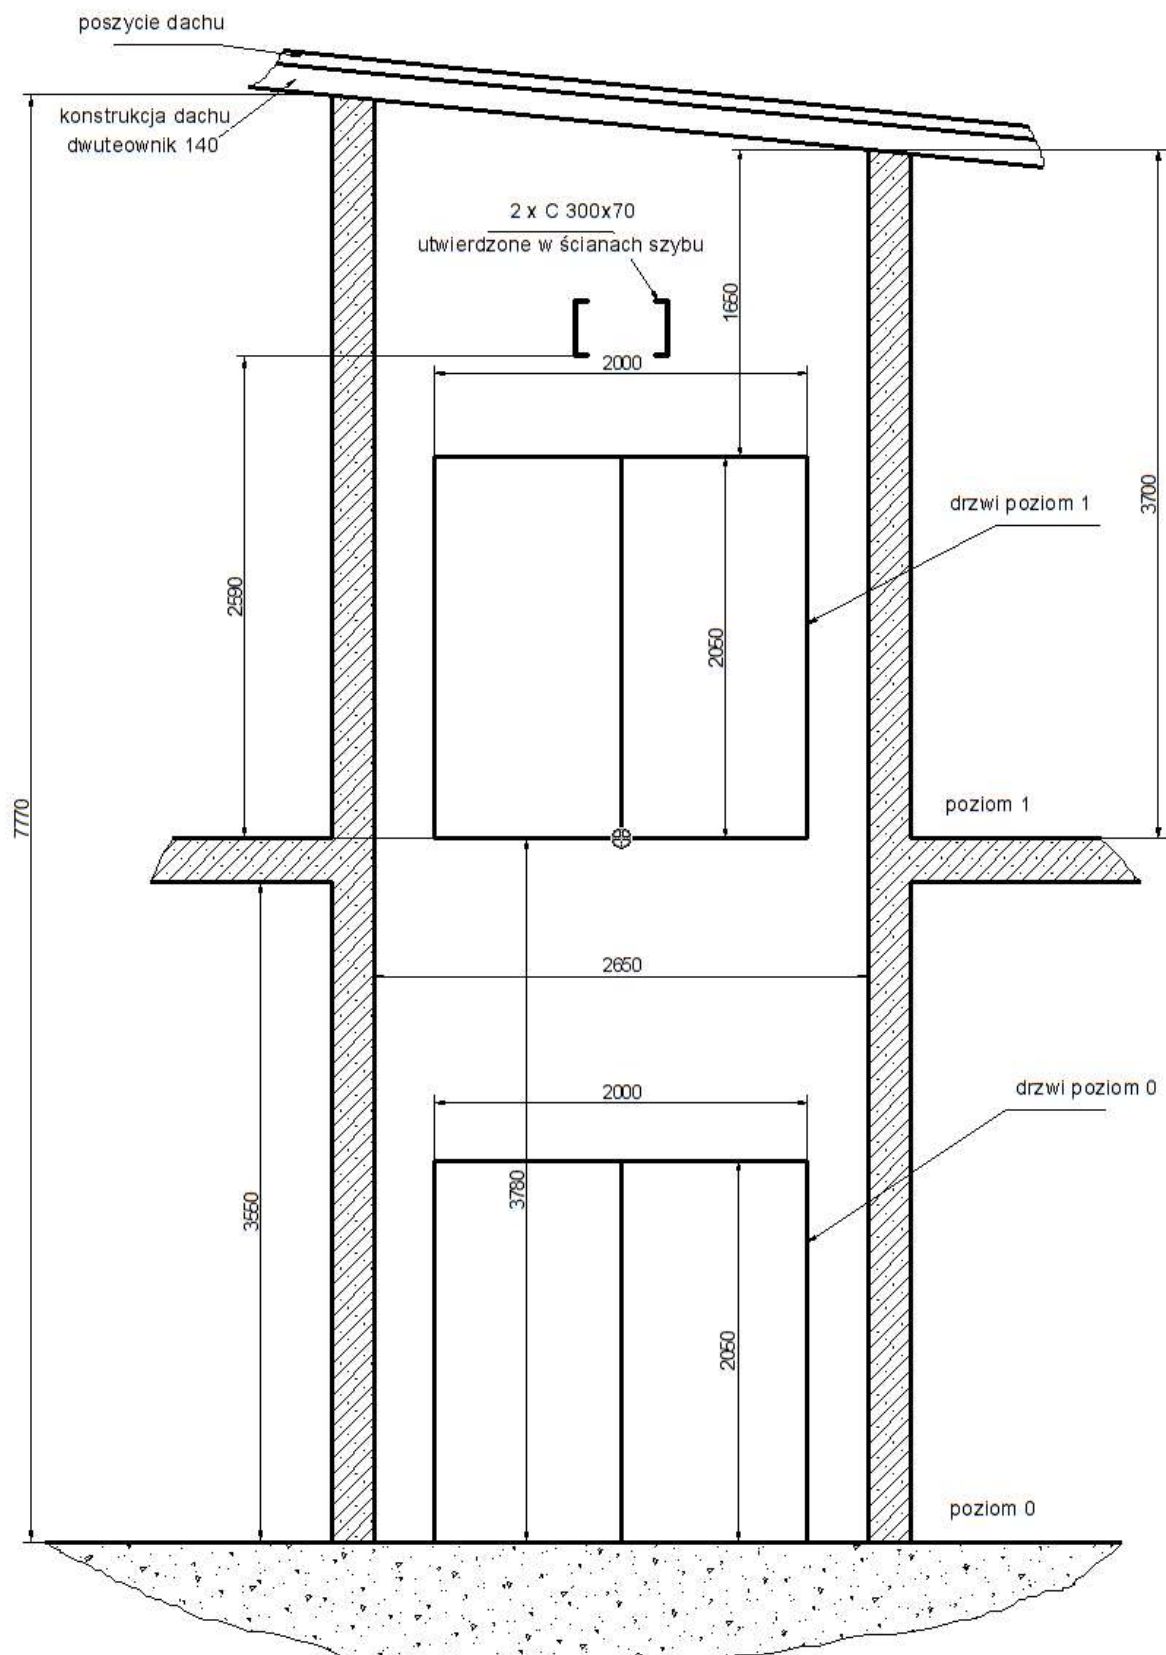 poszycie dachu
konstrukcja dachu
dwuteownik 140
2 x C 300x70
utwierdzone w ścianach szybu
1650
2000
3700
drzwi poziom 1
2590
2050
7770
poziom 1
2650
drzwi poziom 0
2000
3780
3550
2050
poziom 0